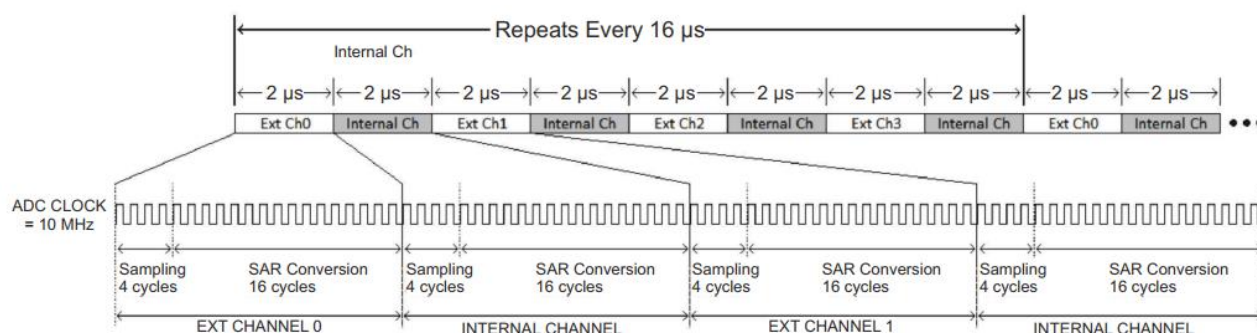 Repeats Every 16 µs
Internal Ch
2 µs 2 µs 2 µs 2 µs 2 µs 2 µs 2 µs 2 µs 2 µs 2 µs
Ext Ch0 Internal Ch Ext Ch1 Internal Ch Ext Ch2 Internal Ch Ext Ch3 Internal Ch Ext Ch0 Internal Ch •••
ADC CLOCK
= 10 MHz
Sampling SAR Conversion Sampling SAR Conversion Sampling SAR Conversion Sampling SAR Conversion
4 cycles 16 cycles 4 cycles 16 cycles 4 cycles 16 cycles 4 cycles 16 cycles
EXT CHANNEL 0 INTERNAL CHANNEL EXT CHANNEL 1 INTERNAL CHANNEL